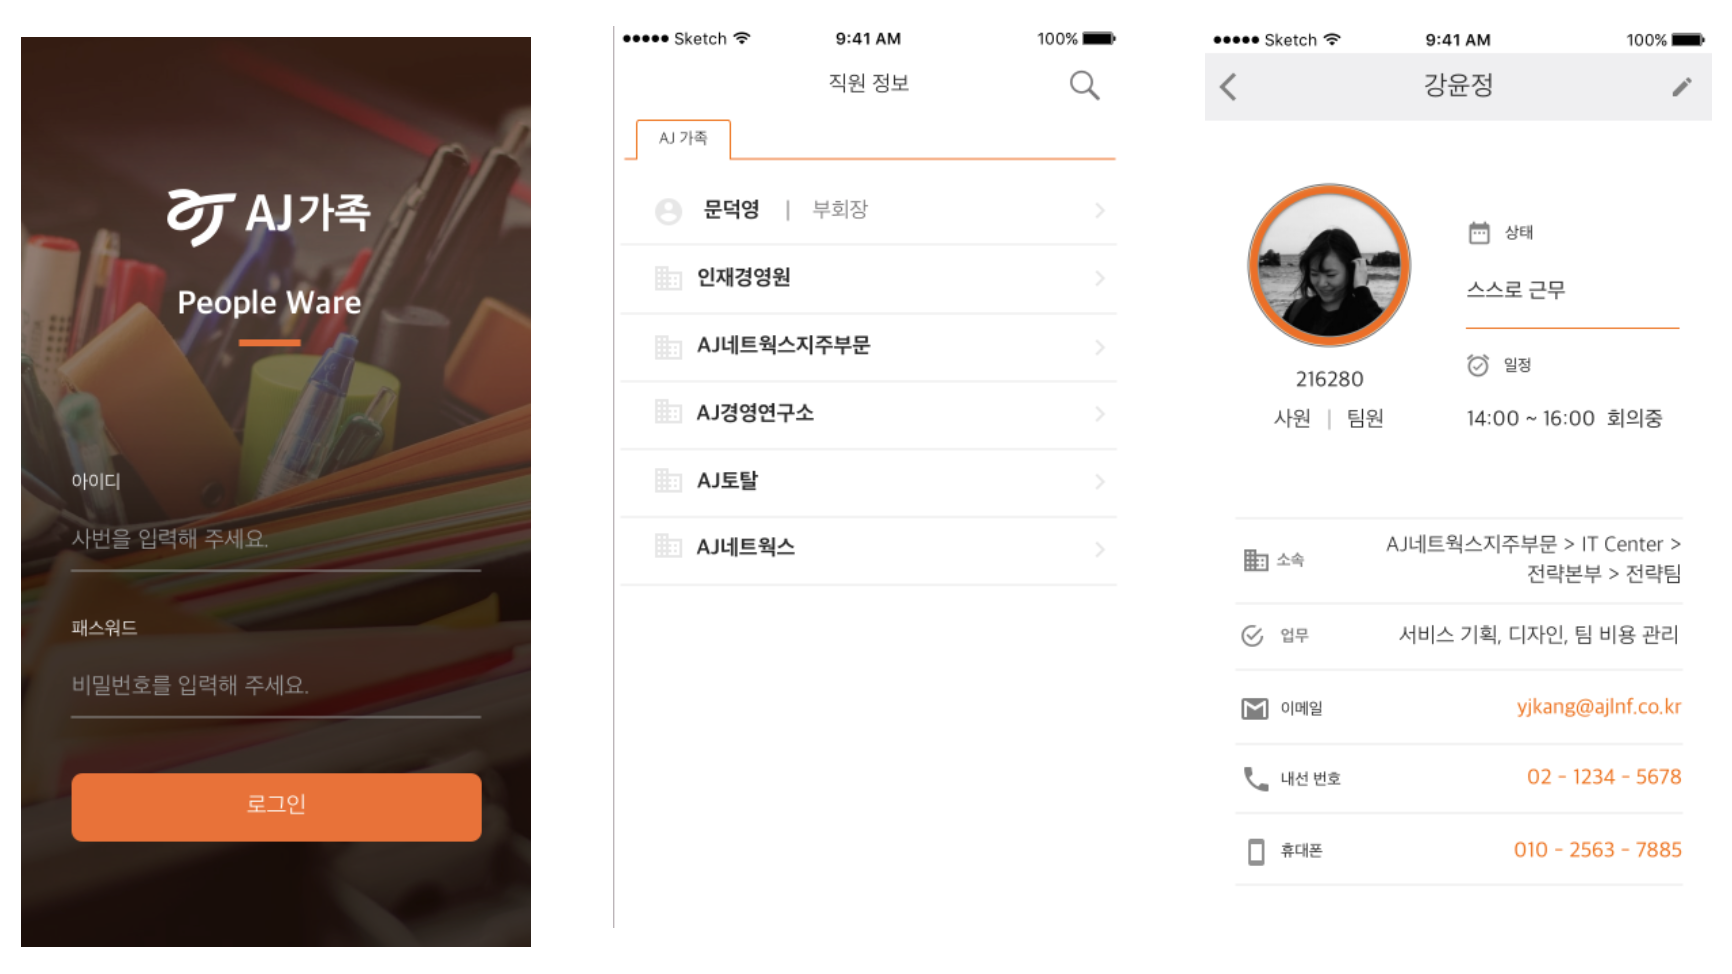 AJ가족
People Ware
아이디
사번을 입력해 주세요.
패스워드
비밀번호를 입력해 주세요.
로그인
Sketch 9:41 AM 100%
직원 정보
AJ 가족
문덕영 | 부회장
인재경영원
AJ네트웍스지주부문
AJ경영연구소
AJ토탈
AJ네트웍스
Sketch 9:41 AM 100%
강윤정
216280
사원 | 팀원
상태
스스로 근무
일정
14:00 ~ 16:00 회의중
소속
AJ네트웍스지주부문 > IT Center >
전략본부 > 전략팀
업무 서비스 기획, 디자인, 팀 비용 관리
이메일 yjkang@ajlnf.co.kr
내선 번호 02 - 1234 - 5678
휴대폰 010 - 2563 - 7885